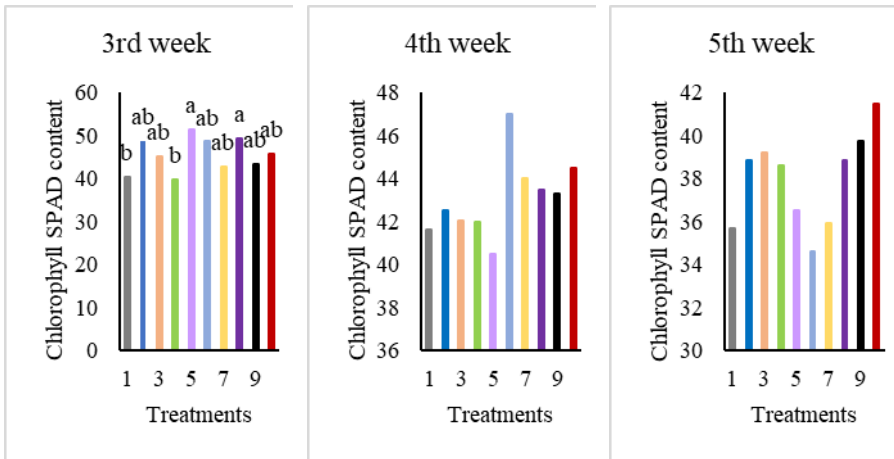 3rd week
Chlorophyll SPAD content
60
50
40
30
20
10
0
b
ab
ab
b
a
ab
ab
a
ab
ab
1 3 5 7 9
Treatments
4th week
Chlorophyll SPAD content
48
46
44
42
40
38
36
1 3 5 7 9
Treatments
5th week
Chlorophyll SPAD content
42
40
38
36
34
32
30
1 3 5 7 9
Treatments